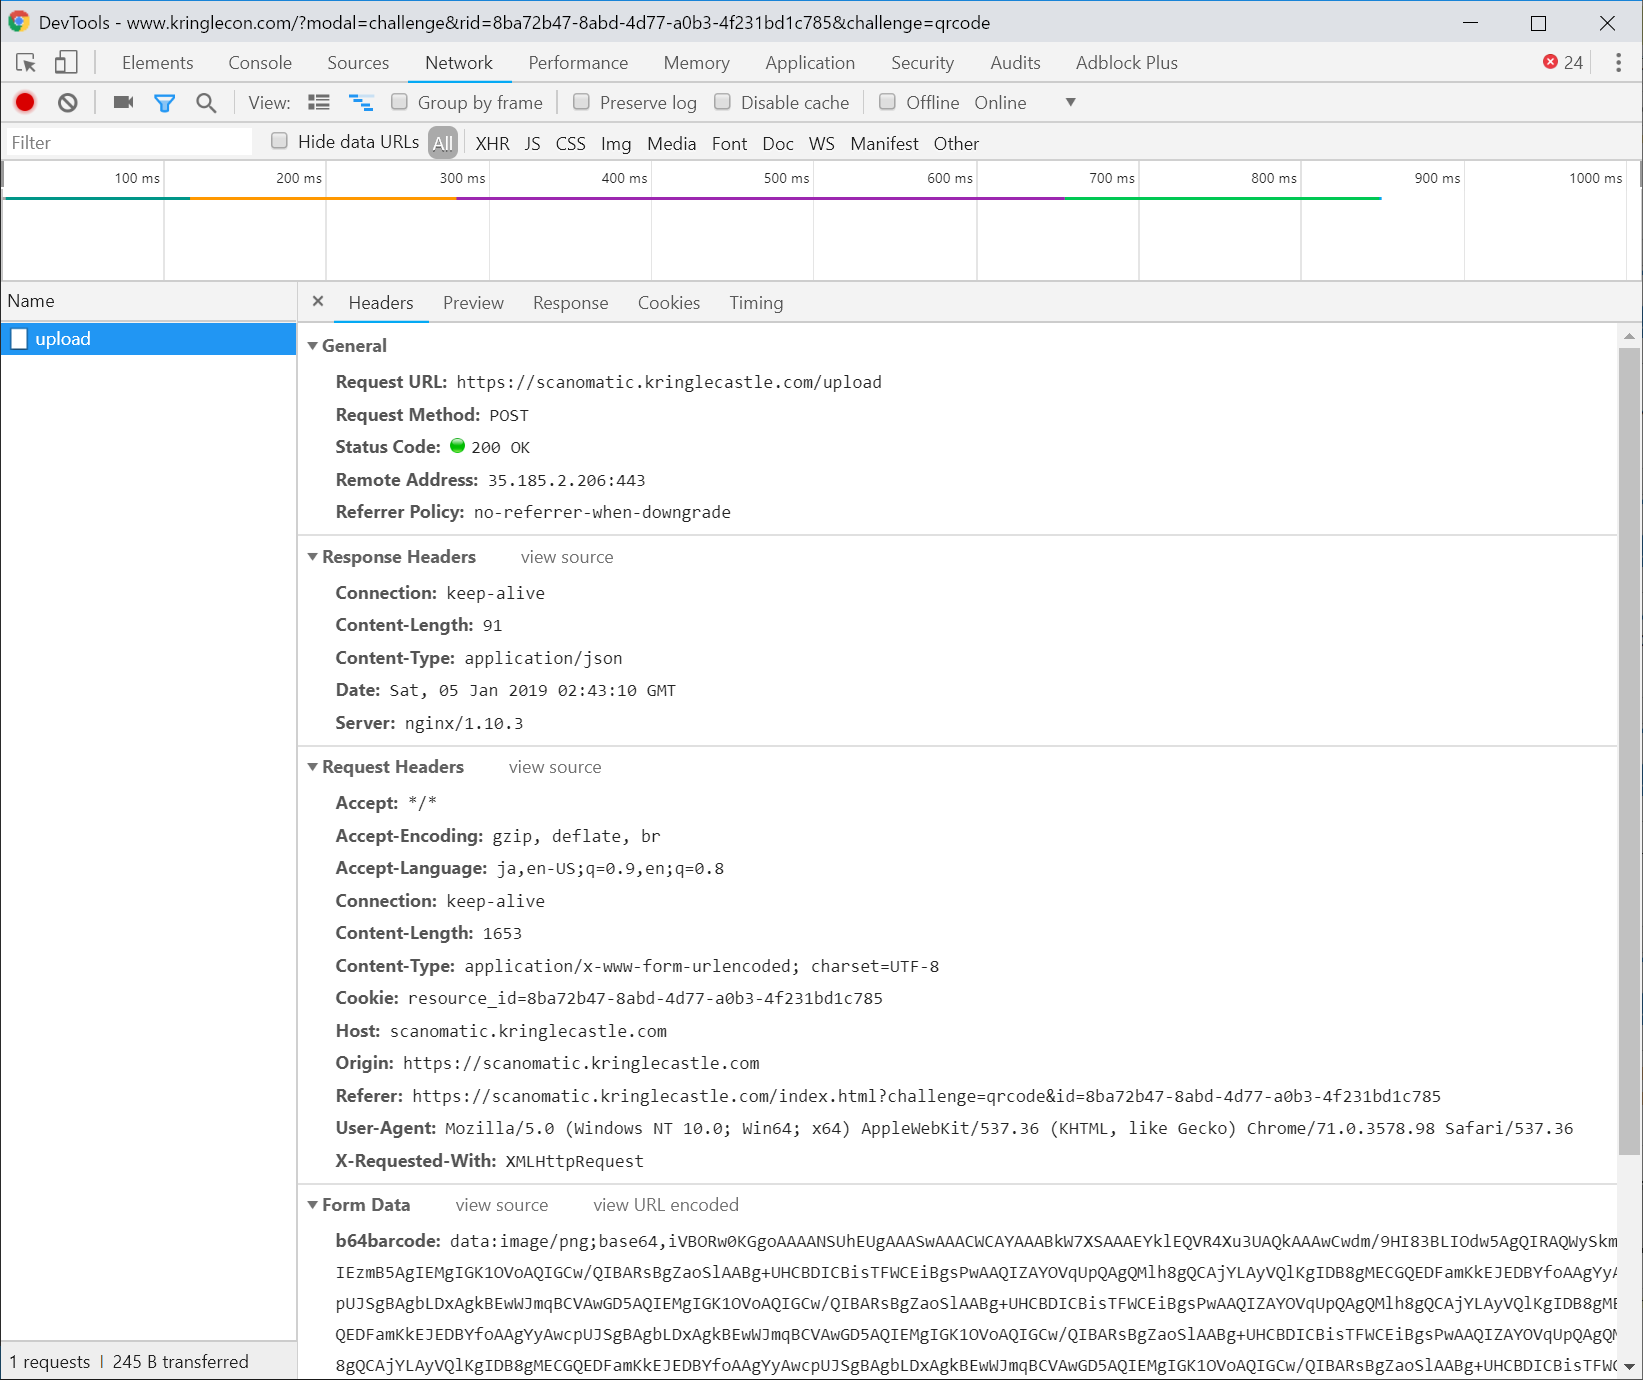 DevTools - www.kringlecon.com/?modal=challenge&rid=8ba72b47-8abd-4d77-a0b3-4f231bd1c785&challenge=qrcode
Elements Console Sources Network Performance Memory Application Security Audits Adblock Plus 24
View: Group by frame Preserve log Disable cache Offline Online
Filter Hide data URLs All XHR JS CSS Img Media Font Doc WS Manifest Other
100 ms 200 ms 300 ms 400 ms 500 ms 600 ms 700 ms 800 ms 900 ms 1000 ms
Name
upload
Headers Preview Response Cookies Timing
General
Request URL: https://scanomatic.kringlecastle.com/upload
Request Method: POST
Status Code: 200 OK
Remote Address: 35.185.2.206:443
Referrer Policy: no-referrer-when-downgrade
Response Headers view source
Connection: keep-alive
Content-Length: 91
Content-Type: application/json
Date: Sat, 05 Jan 2019 02:43:10 GMT
Server: nginx/1.10.3
Request Headers view source
Accept: */*
Accept-Encoding: gzip, deflate, br
Accept-Language: ja,en-US;q=0.9,en;q=0.8
Connection: keep-alive
Content-Length: 1653
Content-Type: application/x-www-form-urlencoded; charset=UTF-8
Cookie: resource_id=8ba72b47-8abd-4d77-a0b3-4f231bd1c785
Host: scanomatic.kringlecastle.com
Origin: https://scanomatic.kringlecastle.com
Referer: https://scanomatic.kringlecastle.com/index.html?challenge=qrcode&id=8ba72b47-8abd-4d77-a0b3-4f231bd1c785
User-Agent: Mozilla/5.0 (Windows NT 10.0; Win64; x64) AppleWebKit/537.36 (KHTML, like Gecko) Chrome/71.0.3578.98 Safari/537.36
X-Requested-With: XMLHttpRequest
Form Data view source view URL encoded
b64barcode: data:image/png;base64,iVBORw0KGgoAAAANSUhEUgAAASwAAACWCAYAAABkW7XSAAAEYklEQVR4Xu3UAQkAAAwCwdm/9HI83BLIOdw5AgQIRAQWySkm
IEzmB5AgIEMgIGK1OVoAQIGCw/QIBARsBgZaoSlAABg+UHCBDICBisTFWCEiBgsPwAAQIZAYOVqUpQAgQMlh8gQCAjYLAyVQlKgIDB8gMECGQEDFamKkEJEDBYfoAAgYyA
pUJSgBAgbLDxAgkBEwWJmqBCVAwGD5AQIEMgIGK1OVoAQIGCw/QIBARsBgZaoSlAABg+UHCBDICBisTFWCEiBgsPwAAQIZAYOVqUpQAgQMlh8gQCAjYLAyVQlKgIDB8gME
QEDFamKkEJEDBYfoAAgYyAwcpUJSgBAgbLDxAgkBEwWJmqBCVAwGD5AQIEMgIGK1OVoAQIGCw/QIBARsBgZaoSlAABg+UHCBDICBisTFWCEiBgsPwAAQIZAYOVqUpQAgQM
8gQCAjYLAyVQlKgIDB8gMECGQEDFamKkEJEDBYfoAAgYyAwcpUJSgBAgbLDxAgkBEwWJmqBCVAwGD5AQIEMgIGK1OVoAQIGCw/QIBARsBgZaoSlAABg+UHCBDICBisTFWC
1 requests 245 B transferred